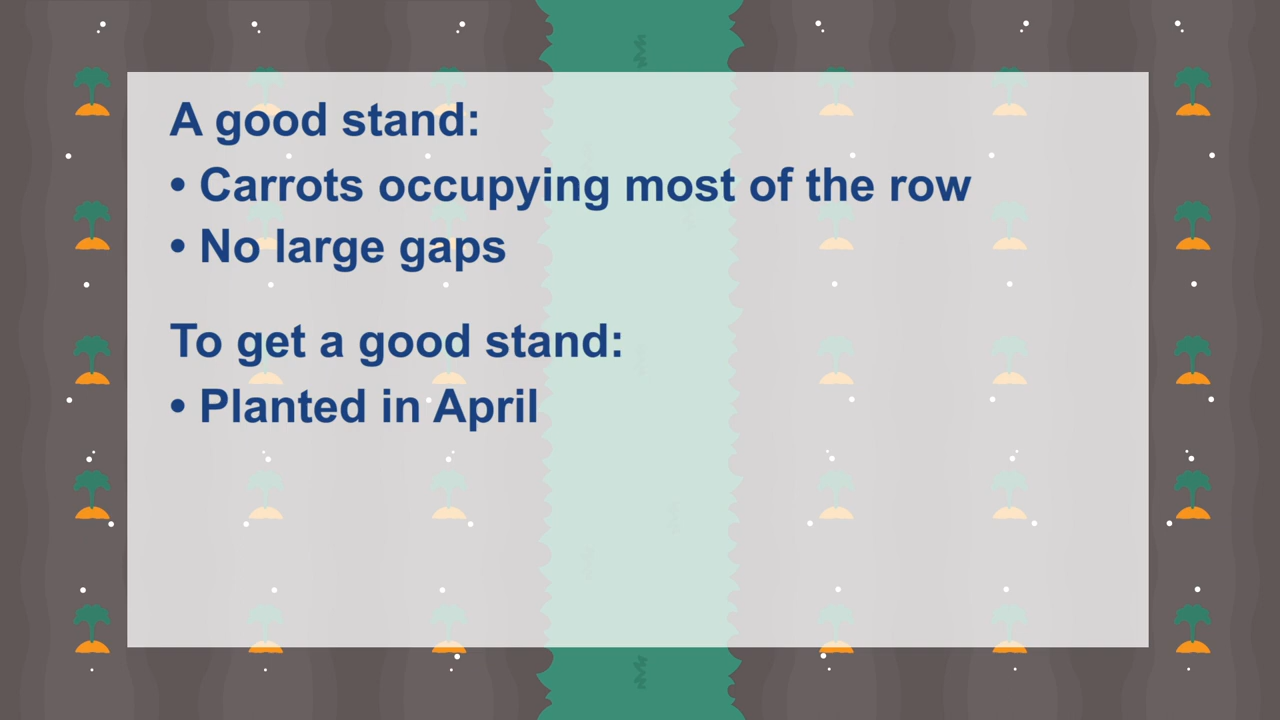 A good stand:
• Carrots occupying most of the row
• No large gaps
To get a good stand:
• Planted in April